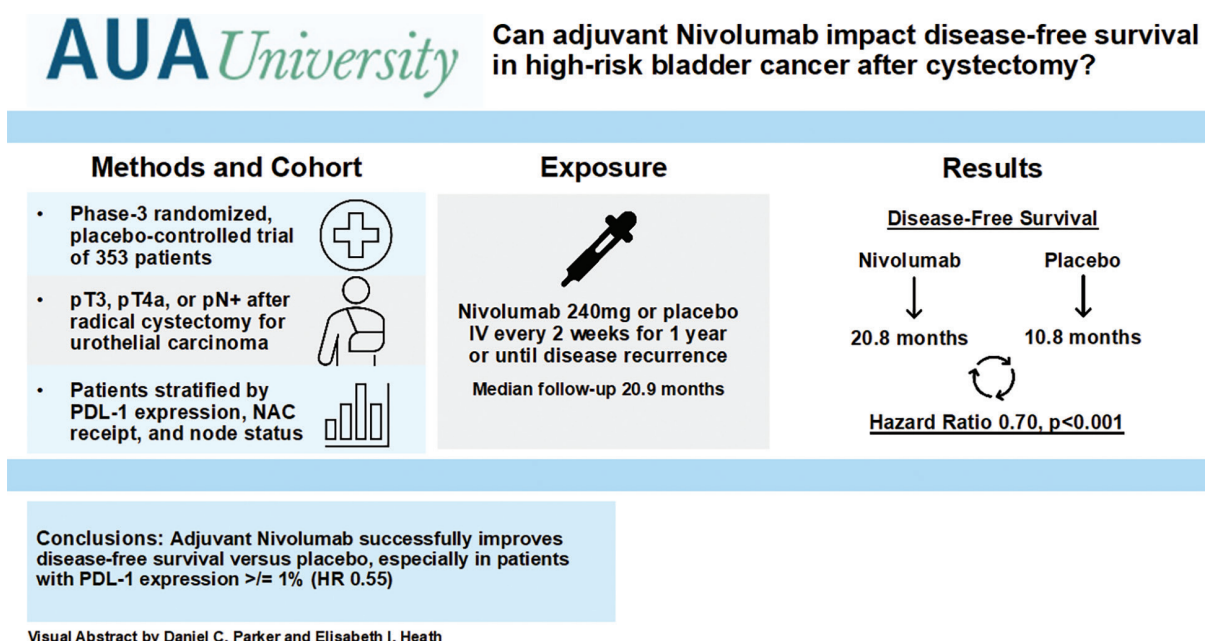 AUA University
Can adjuvant Nivolumab impact disease-free survival
in high-risk bladder cancer after cystectomy?
Methods and Cohort
• Phase-3 randomized,
placebo-controlled trial
of 353 patients
• pT3, pT4a, or pN+ after
radical cystectomy for
urothelial carcinoma
• Patients stratified by
PDL-1 expression, NAC
receipt, and node status
Exposure
Nivolumab 240mg or placebo
IV every 2 weeks for 1 year
or until disease recurrence
Median follow-up 20.9 months
Results
Disease-Free Survival
Nivolumab Placebo
20.8 months 10.8 months
Hazard Ratio 0.70, p<0.001
Conclusions: Adjuvant Nivolumab successfully improves
disease-free survival versus placebo, especially in patients
with PDL-1 expression >/= 1% (HR 0.55)
Visual Abstract by Daniel C. Parker and Elisabeth I. Heath